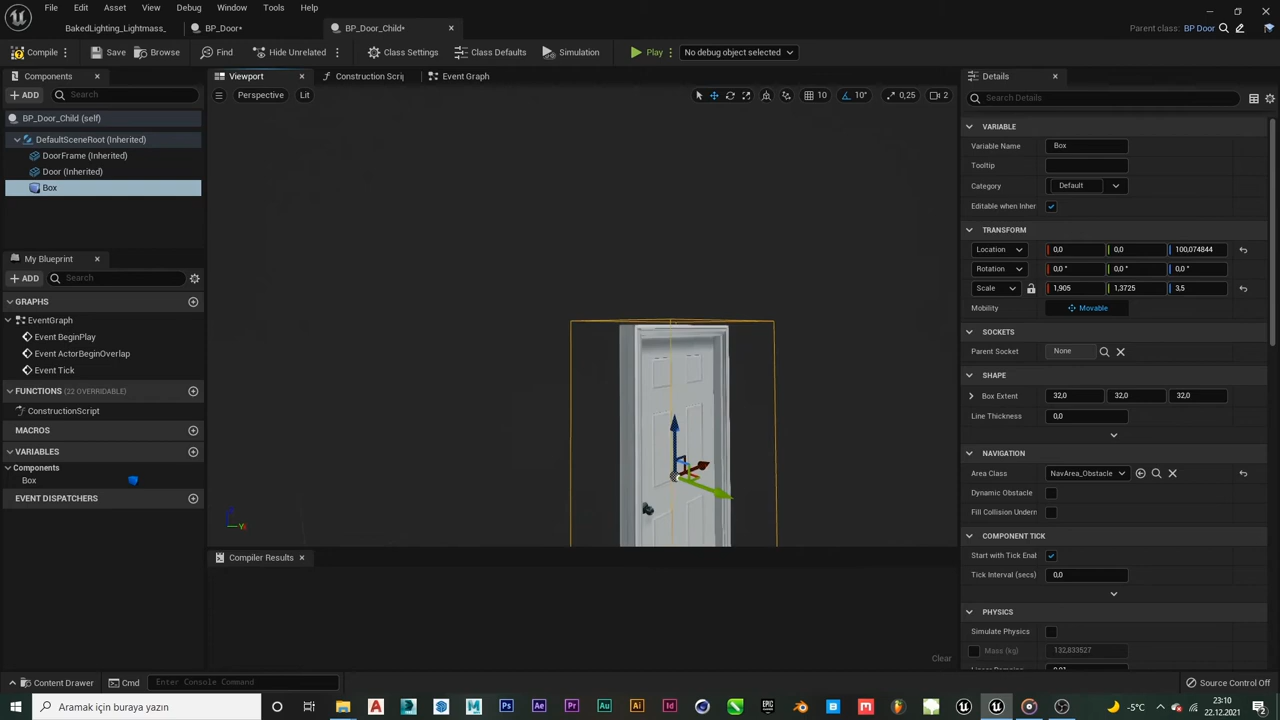 File Edit Asset View Debug Window Tools Help
BakedLighting_Lightmass_ BP_Door* BP_Door_Child* Parent class: BP Door
Compile Save Browse Find Hide Unrelated Class Settings Class Defaults Simulation Play No debug object selected
Components
ADD Search
BP_Door_Child (self)
DefaultSceneRoot (Inherited)
DoorFrame (Inherited)
Door (Inherited)
Box
My Blueprint
ADD Search
GRAPHS
EventGraph
Event BeginPlay
Event ActorBeginOverlap
Event Tick
FUNCTIONS (22 OVERRIDABLE)
ConstructionScript
MACROS
VARIABLES
Components
Box
EVENT DISPATCHERS
Viewport Construction Scrip Event Graph
Perspective Lit 10 10° 0,25 2
Compiler Results
Clear
Details
Search Details
VARIABLE
Variable Name Box
Tooltip
Category Default
Editable when Inher
TRANSFORM
Location 0,0 0,0 100,074844
Rotation 0,0 ° 0,0 ° 0,0 °
Scale 1,905 1,3725 3,5
Mobility Movable
SOCKETS
Parent Socket None
SHAPE
Box Extent 32,0 32,0 32,0
Line Thickness 0,0
NAVIGATION
Area Class NavArea_Obstacle
Dynamic Obstacle
Fill Collision Undern
COMPONENT TICK
Start with Tick Enab
Tick Interval (secs) 0,0
PHYSICS
Simulate Physics
Mass (kg) 132,833527
Content Drawer Cmd Enter Console Command Source Control Off
Aramak için buraya yazın
-5°C
23:10
22.12.2021